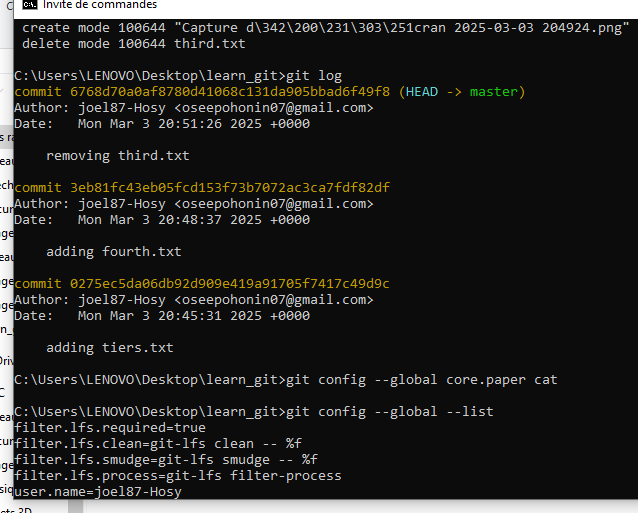 Invite de commandes
create mode 100644 "Capture d\342\200\231\303\251cran 2025-03-03 204924.png"
delete mode 100644 third.txt
C:\Users\LENOVO\Desktop\learn_git>git log
commit 6768d70a0af8780d41068c131da905bbad6f49f8 (HEAD -> master)
Author: joel87-Hosy <oseepohonin07@gmail.com>
Date:   Mon Mar 3 20:51:26 2025 +0000
removing third.txt
commit 3eb81fc43eb05fcd153f73b7072ac3ca7fdf82df
Author: joel87-Hosy <oseepohonin07@gmail.com>
Date:   Mon Mar 3 20:48:37 2025 +0000
adding fourth.txt
commit 0275ec5da06db92d909e419a91705f7417c49d9c
Author: joel87-Hosy <oseepohonin07@gmail.com>
Date:   Mon Mar 3 20:45:31 2025 +0000
adding tiers.txt
C:\Users\LENOVO\Desktop\learn_git>git config --global core.paper cat
C:\Users\LENOVO\Desktop\learn_git>git config --global --list
filter.lfs.required=true
filter.lfs.clean=git-lfs clean -- %f
filter.lfs.smudge=git-lfs smudge -- %f
filter.lfs.process=git-lfs filter-process
user.name=joel87-Hosy